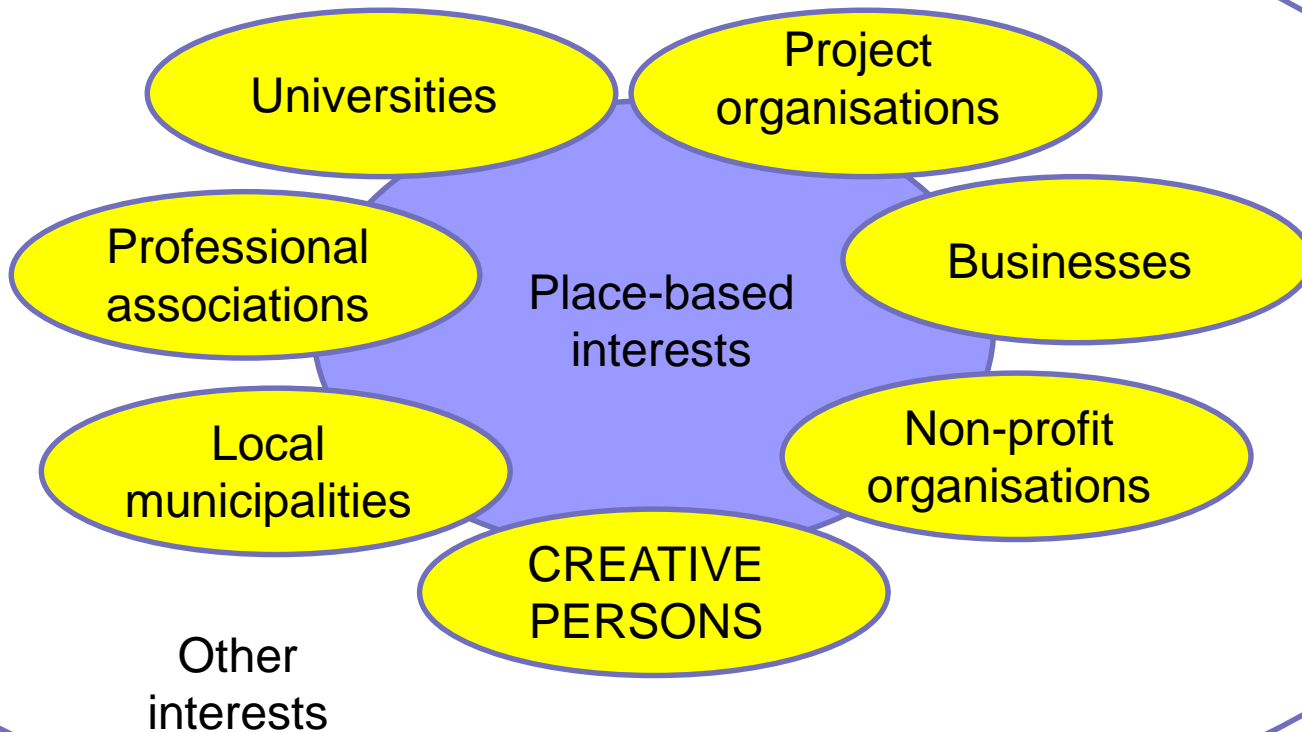 Universities
Project
organisations
Professional
associations
Businesses
Place-based
interests
Local
municipalities
Non-profit
organisations
CREATIVE
PERSONS
Other
interests